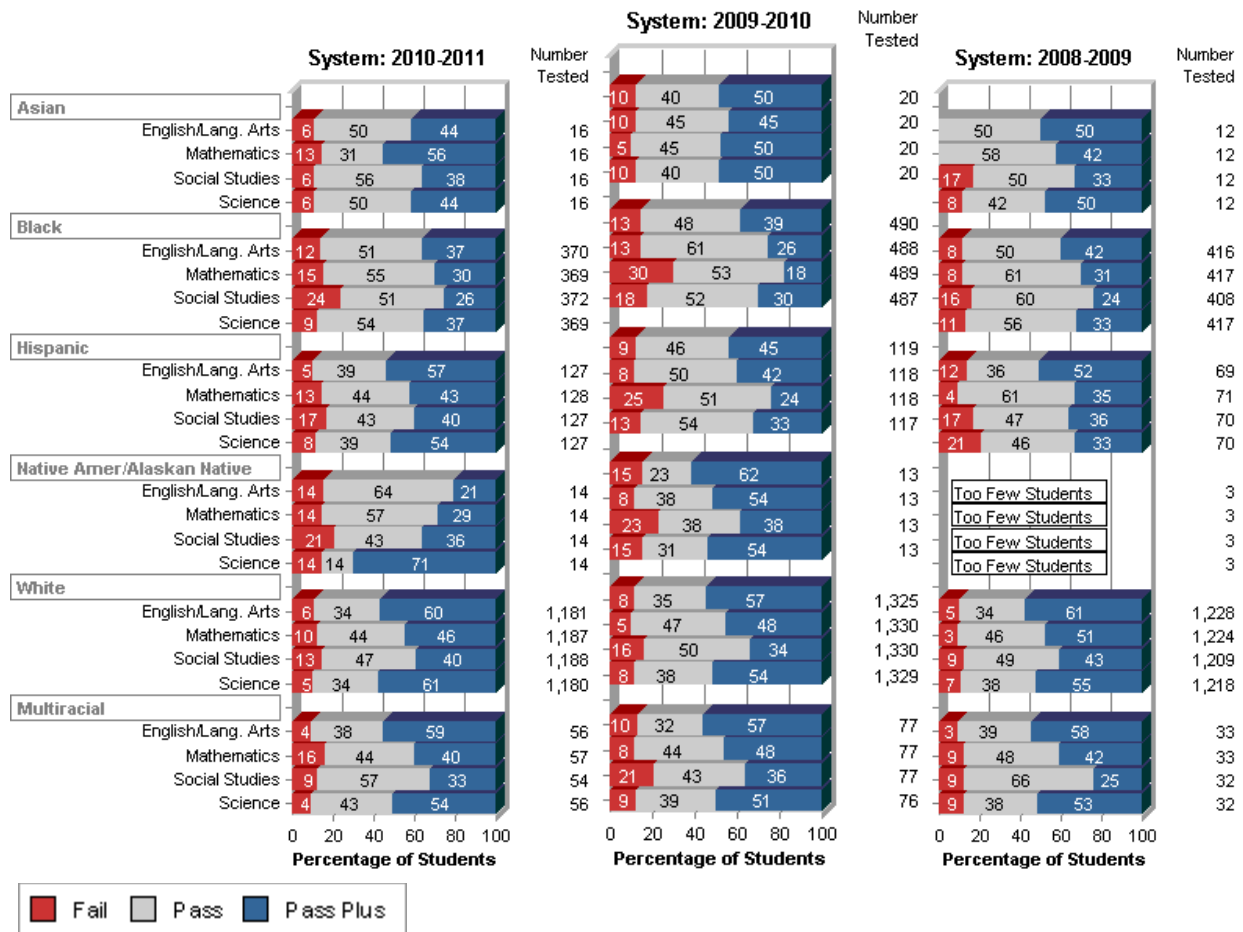 System: 2010-2011
Number
Tested
Asian
English/Lang. Arts 6 50 44 16
Mathematics 13 31 56 16
Social Studies 6 56 38 16
Science 6 50 44 16
Black
English/Lang. Arts 12 51 37 370
Mathematics 15 55 30 369
Social Studies 24 51 26 372
Science 9 54 37 369
Hispanic
English/Lang. Arts 5 39 57 127
Mathematics 13 44 43 128
Social Studies 17 43 40 127
Science 8 39 54 127
Native Amer/Alaskan Native
English/Lang. Arts 14 64 21 14
Mathematics 14 57 29 14
Social Studies 21 43 36 14
Science 14 14 71 14
White
English/Lang. Arts 6 34 60 1,181
Mathematics 10 44 46 1,187
Social Studies 13 47 40 1,188
Science 5 34 61 1,180
Multiracial
English/Lang. Arts 4 38 59 56
Mathematics 16 44 40 57
Social Studies 9 57 33 54
Science 4 43 54 56
0 20 40 60 80 100
Percentage of Students
System: 2009-2010
Number
Tested
10 40 50 20
10 45 45 20
5 45 50 20
10 40 50 20
13 48 39 490
13 61 26 488
30 53 18 489
18 52 30 487
9 46 45 119
8 50 42 118
25 51 24 118
13 54 33 117
15 23 62 13
8 38 54 13
23 38 38 13
15 31 54 13
8 35 57 1,325
5 47 48 1,330
16 50 34 1,330
8 38 54 1,329
10 32 57 77
8 44 48 77
21 43 36 77
9 39 51 76
0 20 40 60 80 100
Percentage of Students
System: 2008-2009
Number
Tested
50 50 12
58 42 12
17 50 33 12
8 42 50 12
8 50 42 416
8 61 31 417
16 60 24 408
11 56 33 417
12 36 52 69
4 61 35 71
17 47 36 70
21 46 33 70
Too Few Students 3
Too Few Students 3
Too Few Students 3
Too Few Students 3
5 34 61 1,228
3 46 51 1,224
9 49 43 1,209
7 38 55 1,218
3 39 58 33
9 48 42 33
9 66 25 32
9 38 53 32
0 20 40 60 80 100
Percentage of Students
Fail Pass Pass Plus